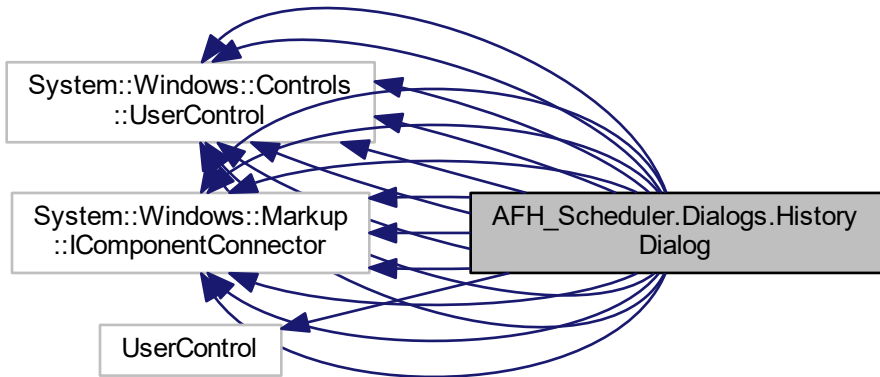 System::Windows::Controls
::UserControl
System::Windows::Markup
::IComponentConnector
AFH_Scheduler.Dialogs.History
Dialog
UserControl